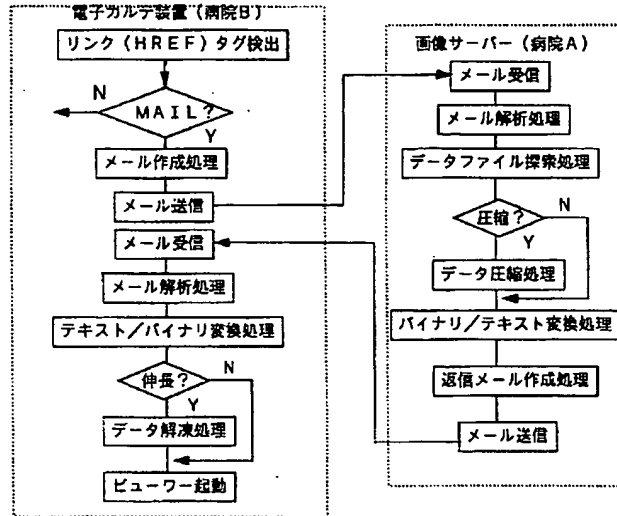 電子カルテ装置（病院B）
リンク（HREF）タグ検出
N
MAIL？
Y
メール作成処理
メール送信
メール受信
メール解析処理
テキスト／バイナリ変換処理
伸長？
N
Y
データ解凍処理
ビューワー起動
画像サーバー（病院A）
メール受信
メール解析処理
データファイル探索処理
圧縮？
N
Y
データ圧縮処理
バイナリ／テキスト変換処理
返信メール作成処理
メール送信